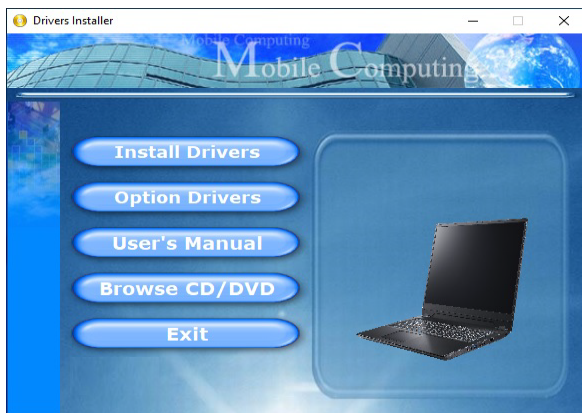 Drivers Installer
Mobile Computing
Mobile Computing
Install Drivers
Option Drivers
User's Manual
Browse CD/DVD
Exit